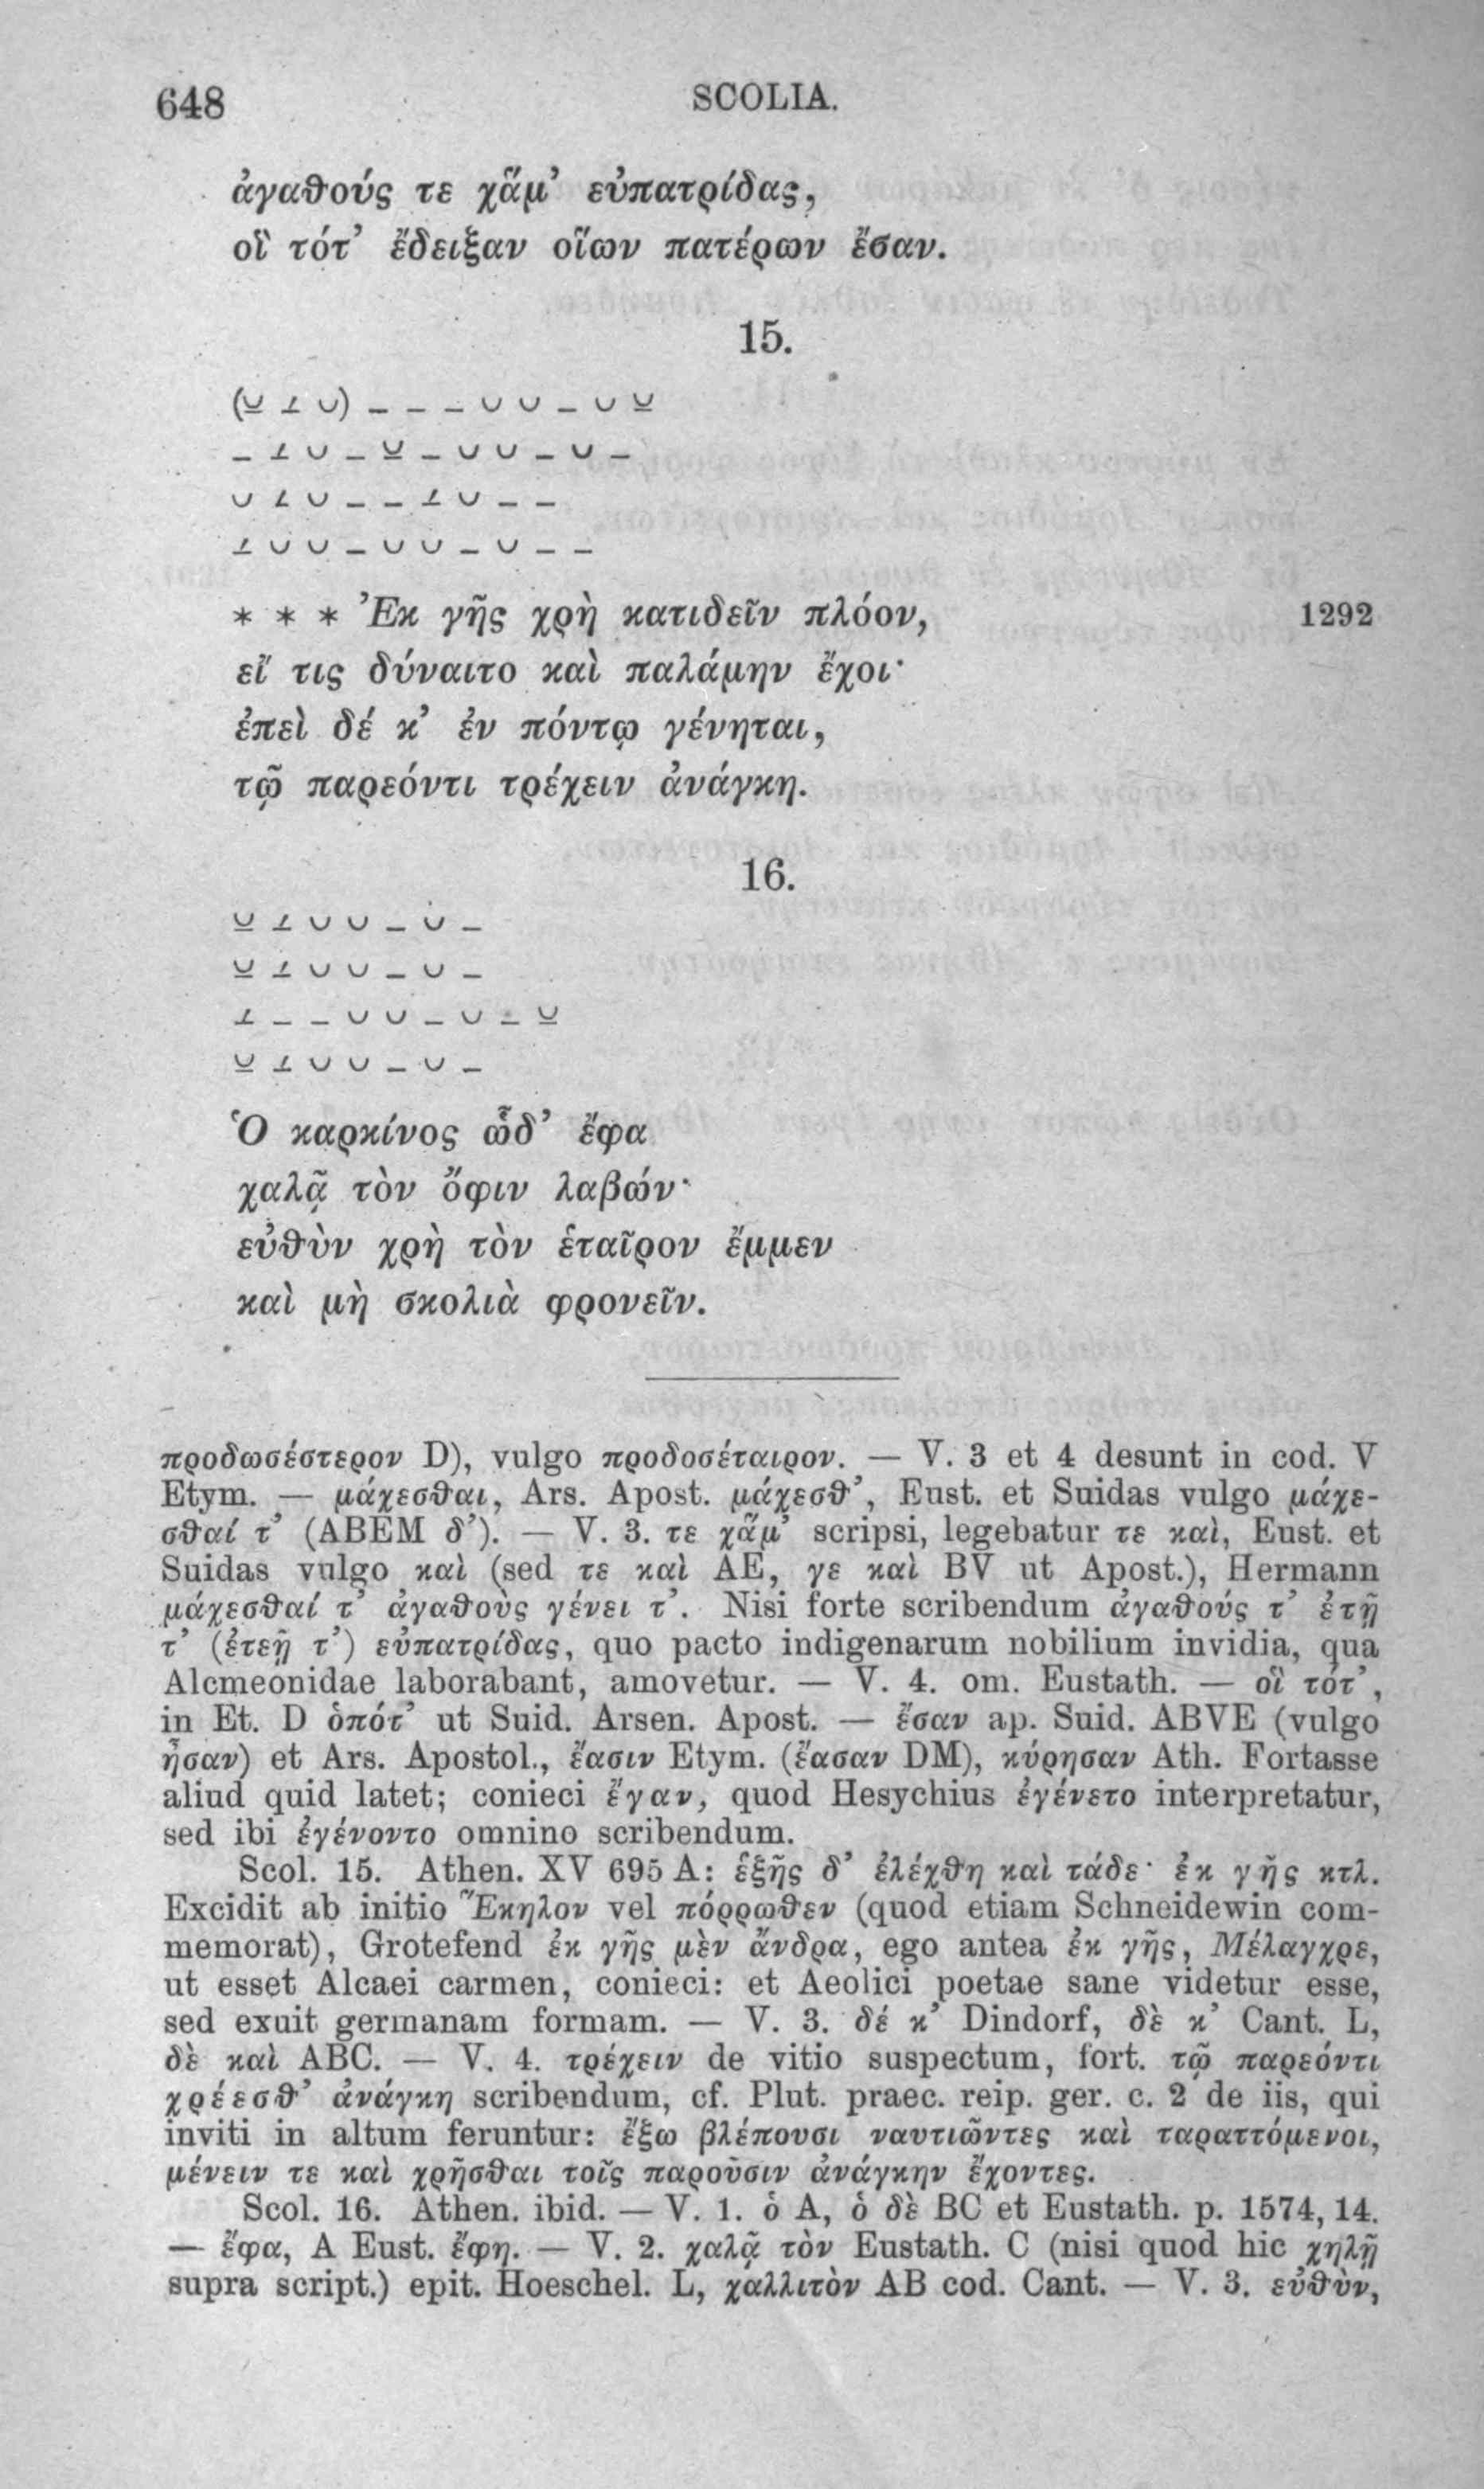 648
SCOLIA.
ἀγαθούς τε χἄμ’ εὐπατρίδας,
οἳ τότ’ ἔδειξαν οἵων πατέρων ἔσαν.
15.
(⏓ ⊥ ∪) – – – ∪ ∪ – ∪ ⏓
– ⊥ ∪ – ⏓ – ∪ ∪ – ∪ –
∪ ⊥ ∪ – – ⊥ ∪ – –
⊥ ∪ ∪ – ∪ ∪ – ∪ – –
* * * Ἐκ γῆς χρὴ κατιδεῖν πλόον, 1292
εἴ τις δύναιτο καὶ παλάμην ἔχοι·
ἐπεὶ δέ κ’ ἐν πόντῳ γένηται,
τῷ παρεόντι τρέχειν ἀνάγκη.
16.
⏓ ⊥ ∪ ∪ – ∪ –
⏓ ⊥ ∪ ∪ – ∪ –
⊥ – – ∪ ∪ – ∪ – ⏓
⏓ ⊥ ∪ ∪ – ∪ –
Ὁ καρκίνος ὧδ’ ἔφα
χαλᾷ τὸν ὄφιν λαβών·
εὐθὺν χρὴ τὸν ἑταῖρον ἔμμεν
καὶ μὴ σκολιὰ φρονεῖν.
προδωσέστερον D), vulgo προδοσέταιρον. — V. 3 et 4 desunt in cod. V
Etym. — μάχεσθαι, Ars. Apost. μάχεσθ’, Eust. et Suidas vulgo μάχε-
σθαί τ’ (ABEM δ’). — V. 3. τε χἄμ’ scripsi, legebatur τε καὶ, Eust. et
Suidas vulgo καὶ (sed τε καὶ AE, γε καὶ BV ut Apost.), Hermann
μάχεσθαί τ’ ἀγαθοὺς γένει τ’. Nisi forte scribendum ἀγαθούς τ’ ἐτῇ
τ’ (ἐτεῇ τ’) εὐπατρίδας, quo pacto indigenarum nobilium invidia, qua
Alcmeonidae laborabant, amovetur. — V. 4. om. Eustath. — οἳ τότ’,
in Et. D ὁπότ’ ut Suid. Arsen. Apost. — ἔσαν ap. Suid. ABVE (vulgo
ἦσαν) et Ars. Apostol., ἔασιν Etym. (ἔασαν DM), κύρησαν Ath. Fortasse
aliud quid latet; conieci ἔγαν, quod Hesychius ἐγένετο interpretatur,
sed ibi ἐγένοντο omnino scribendum.
Scol. 15. Athen. XV 695 A: ἑξῆς δ’ ἐλέχθη καὶ τάδε· ἐκ γῆς κτλ.
Excidit ab initio Ἕκηλον vel πόρρωθεν (quod etiam Schneidewin com-
memorat), Grotefend ἐκ γῆς μὲν ἄνδρα, ego antea ἐκ γῆς, Μέλαγχρε,
ut esset Alcaei carmen, conieci: et Aeolici poetae sane videtur esse,
sed exuit germanam formam. — V. 3. δέ κ’ Dindorf, δὲ κ’ Cant. L,
δὲ καὶ ABC. — V. 4. τρέχειν de vitio suspectum, fort. τῷ παρεόντι
χρέεσθ’ ἀνάγκη scribendum, cf. Plut. praec. reip. ger. c. 2 de iis, qui
inviti in altum feruntur: ἔξω βλέπουσι ναυτιῶντες καὶ ταραττόμενοι,
μένειν τε καὶ χρῆσθαι τοῖς παροῦσιν ἀνάγκην ἔχοντες.
Scol. 16. Athen. ibid. — V. 1. ὁ A, ὁ δὲ BC et Eustath. p. 1574, 14.
— ἔφα, A Eust. ἔφη. — V. 2. χαλᾷ τὸν Eustath. C (nisi quod hic χηλῇ
supra script.) epit. Hoeschel. L, χαλλιτὸν AB cod. Cant. — V. 3. εὐθὺν,